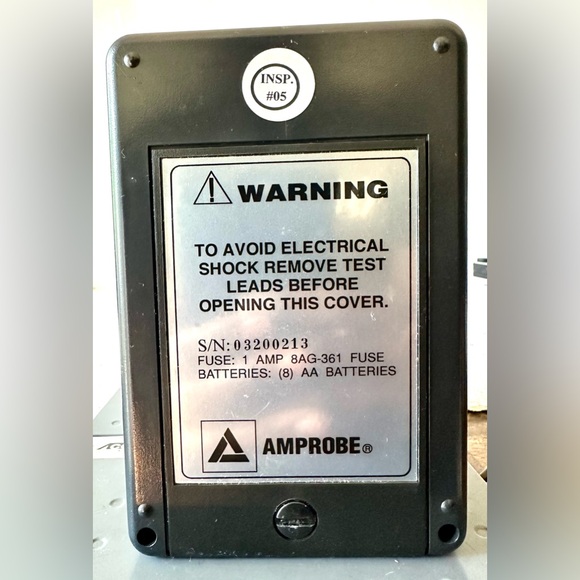 INSP.
#05
WARNING
TO AVOID ELECTRICAL
SHOCK REMOVE TEST
LEADS BEFORE
OPENING THIS COVER.
S/N: 03200213
FUSE: 1 AMP 8AG-361 FUSE
BATTERIES: (8) AA BATTERIES
AMPROBE®